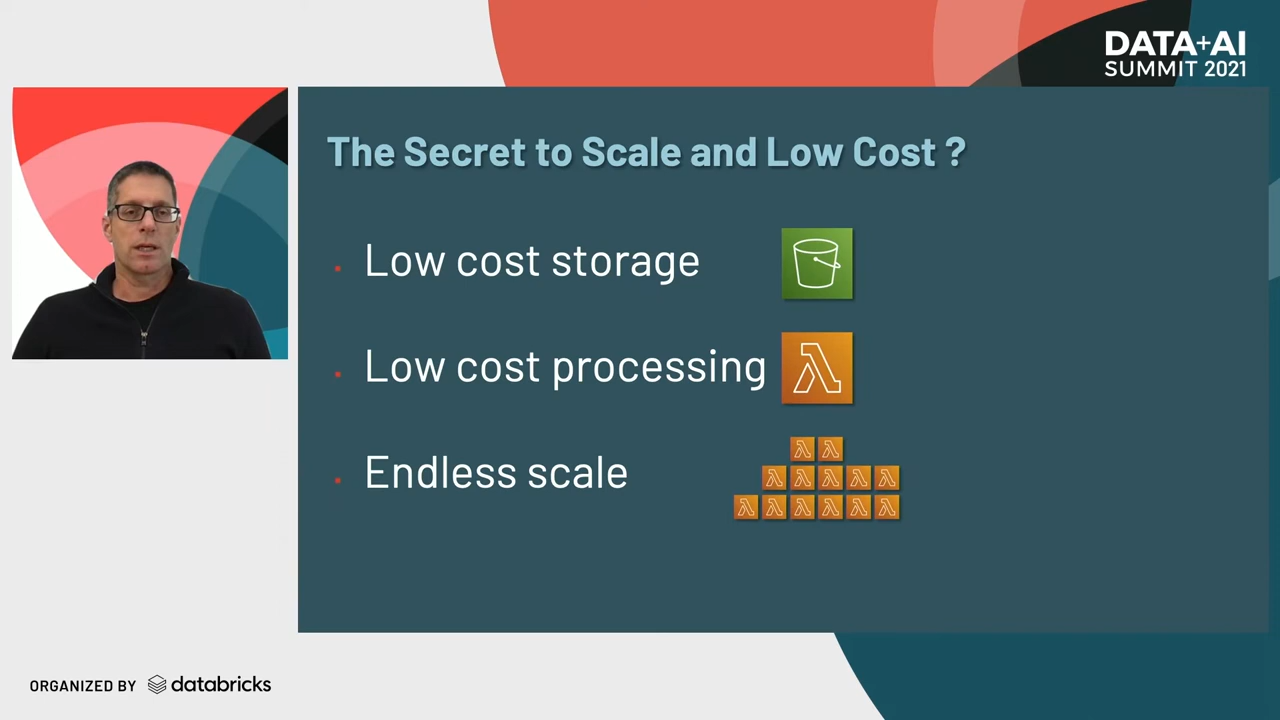 DATA+AI
SUMMIT 2021
The Secret to Scale and Low Cost ?
Low cost storage
Low cost processing
Endless scale
ORGANIZED BY databricks